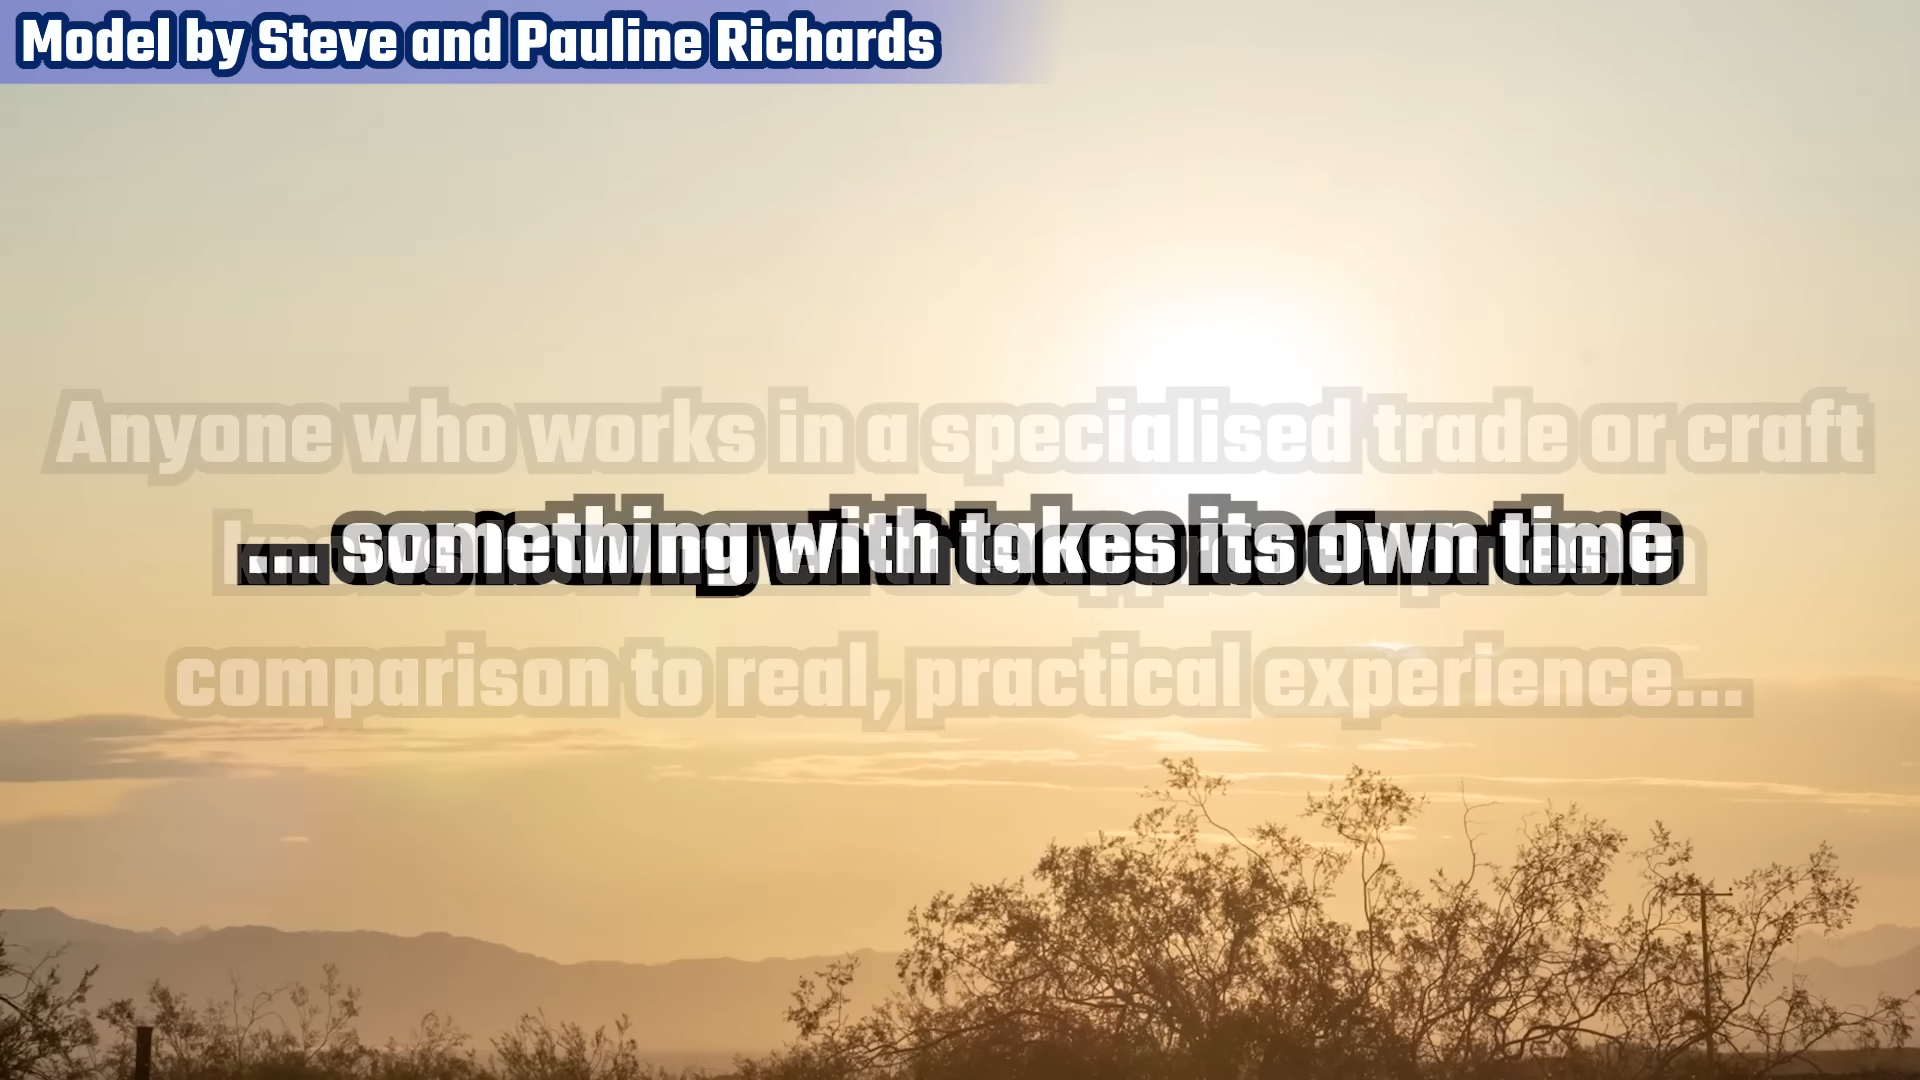 Model by Steve and Pauline Richards
Anyone who works in a specialised trade or craft
... something with takes its own time
comparison to real, practical experience...